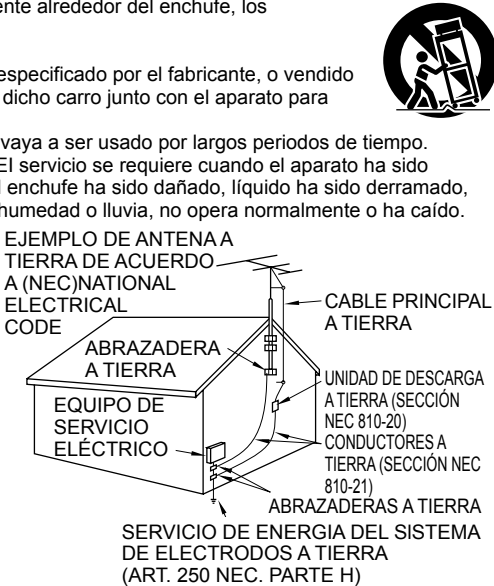 ente alrededor del enchufe, los
especificado por el fabricante, o vendido
dicho carro junto con el aparato para
vaya a ser usado por largos periodos de tiempo.
El servicio se requiere cuando el aparato ha sido
enchufe ha sido dañado, líquido ha sido derramado,
humedad o lluvia, no opera normalmente o ha caído.
EJEMPLO DE ANTENA A
TIERRA DE ACUERDO
A (NEC)NATIONAL
ELECTRICAL
CODE
CABLE PRINCIPAL
A TIERRA
ABRAZADERA
A TIERRA
UNIDAD DE DESCARGA
A TIERRA (SECCIÓN
NEC 810-20)
EQUIPO DE
SERVICIO
ELÉCTRICO
CONDUCTORES A
TIERRA (SECCIÓN NEC
810-21)
ABRAZADERAS A TIERRA
SERVICIO DE ENERGIA DEL SISTEMA
DE ELECTRODOS A TIERRA
(ART. 250 NEC. PARTE H)